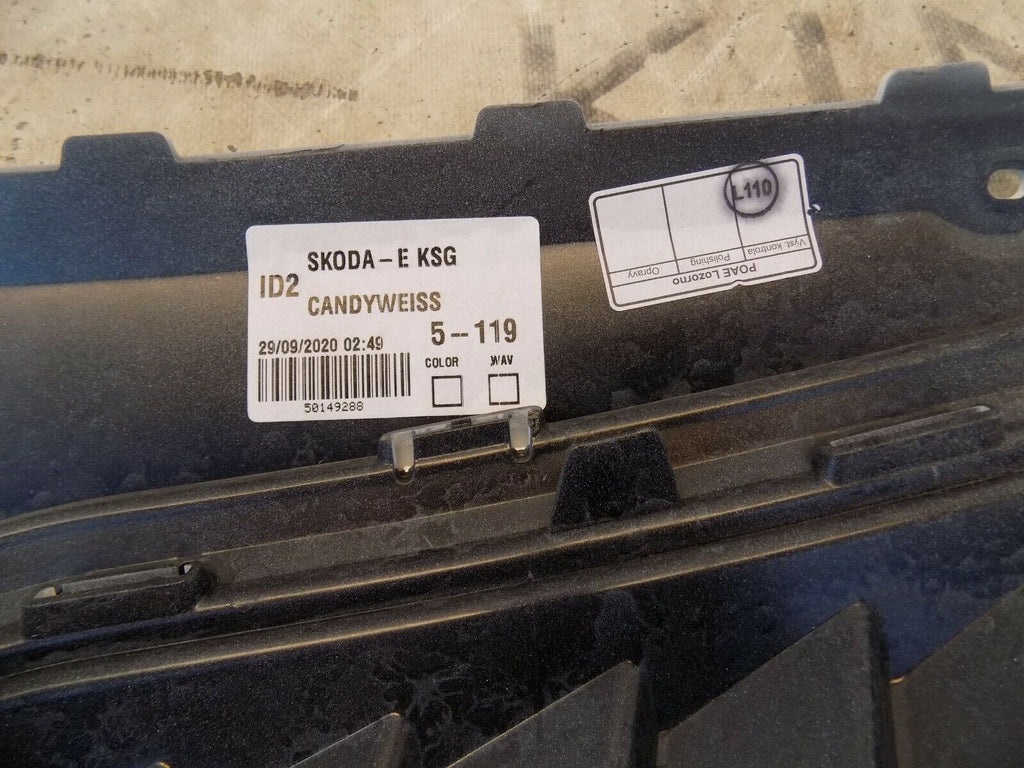 SKODA-E KSG
ID2
CANDYWEISS
5--119
29/09/2020 02:49
COLOR
WAV
50149288
POAE Lozorno
Opravy
Polishing
Výst. kontrola
L110